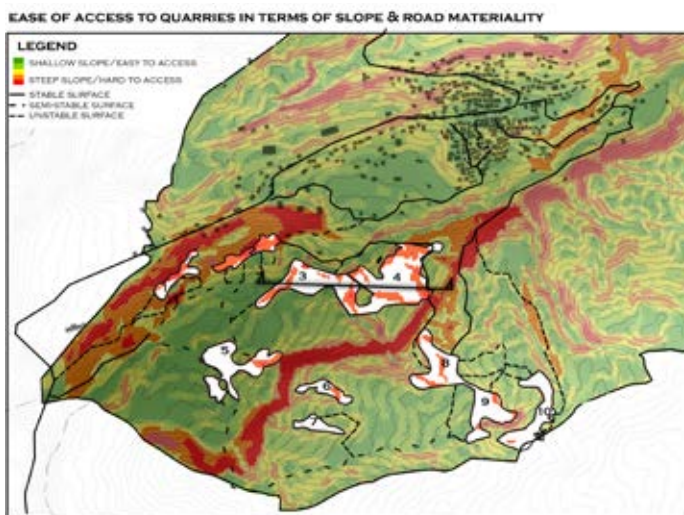 EASE OF ACCESS TO QUARRIES IN TERMS OF SLOPE & ROAD MATERIALITY
LEGEND
SHALLOW SLOPE/EASY TO ACCESS
STEEP SLOPE/HARD TO ACCESS
STABLE SURFACE
SEMI-STABLE SURFACE
UNSTABLE SURFACE
3
4
5
8
6
9
10
7